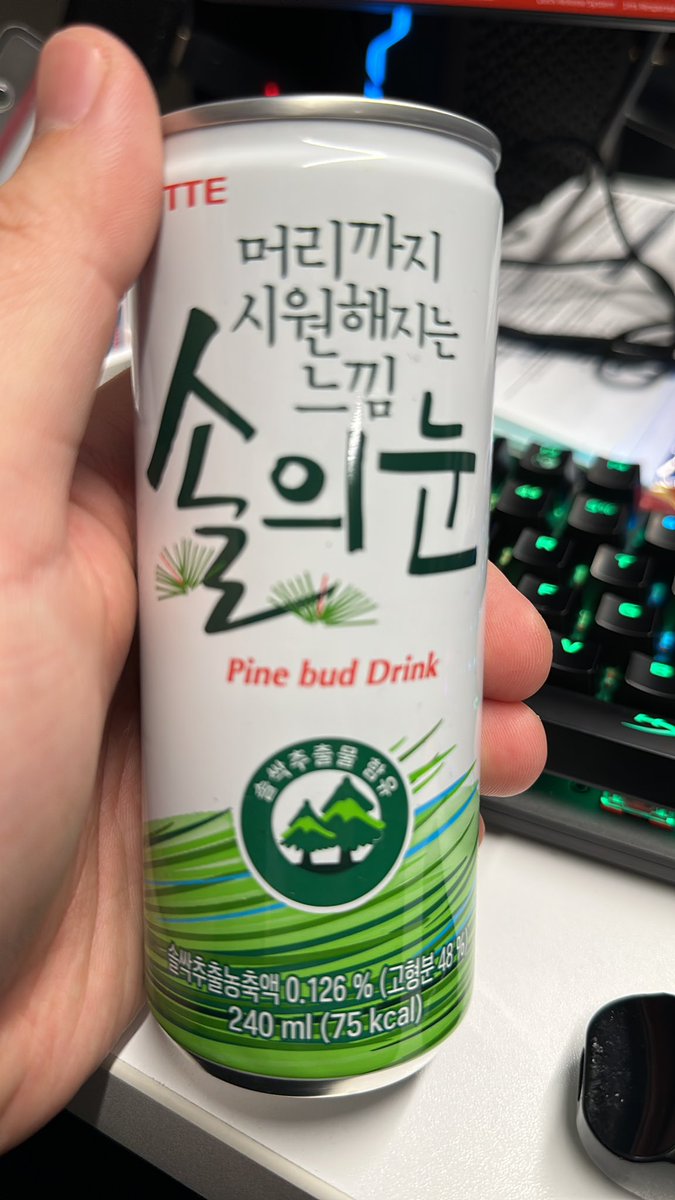 TTE
머리까지
시원해지는
느낌
솔의눈
Pine bud Drink
솔싹추출물 함유
솔싹추출농축액 0.126 % (고형분 48 %)
240 ml (75 kcal)